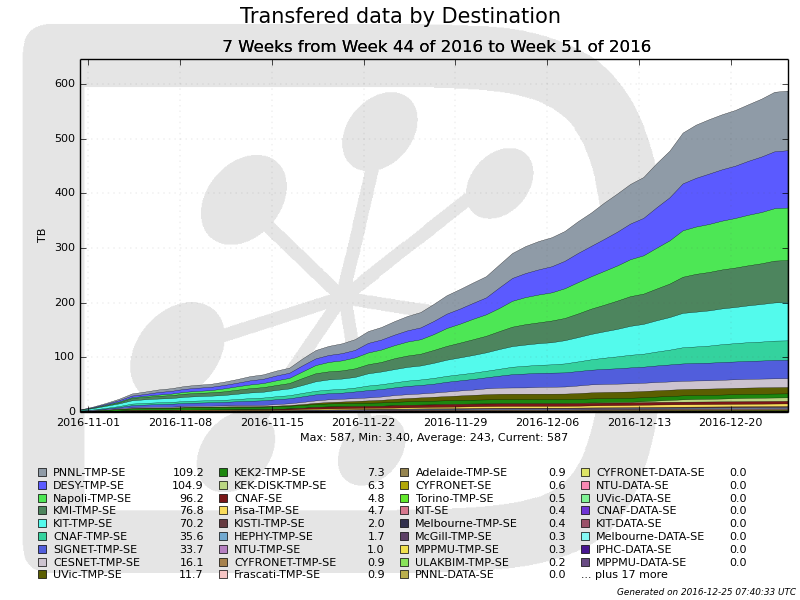 Transfered data by Destination
7 Weeks from Week 44 of 2016 to Week 51 of 2016
600
500
400
300
200
100
0
TB
2016-11-01 2016-11-08 2016-11-15 2016-11-22 2016-11-29 2016-12-06 2016-12-13 2016-12-20
Max: 587, Min: 3.40, Average: 243, Current: 587
PNNL-TMP-SE 109.2 KEK2-TMP-SE 7.3 Adelaide-TMP-SE 0.9 CYFRONET-DATA-SE 0.0
DESY-TMP-SE 104.9 KEK-DISK-TMP-SE 6.3 CYFRONET-SE 0.6 NTU-DATA-SE 0.0
Napoli-TMP-SE 96.2 CNAF-SE 4.8 Torino-TMP-SE 0.5 UVic-DATA-SE 0.0
KMI-TMP-SE 76.8 Pisa-TMP-SE 4.7 KIT-SE 0.4 CNAF-DATA-SE 0.0
KIT-TMP-SE 70.2 KISTI-TMP-SE 2.0 Melbourne-TMP-SE 0.4 KIT-DATA-SE 0.0
CNAF-TMP-SE 35.6 HEPHY-TMP-SE 1.7 McGill-TMP-SE 0.3 Melbourne-DATA-SE 0.0
SIGNET-TMP-SE 33.7 NTU-TMP-SE 1.0 MPPMU-TMP-SE 0.3 IPHC-DATA-SE 0.0
CESNET-TMP-SE 16.1 CYFRONET-TMP-SE 0.9 ULAKBIM-TMP-SE 0.2 MPPMU-DATA-SE 0.0
UVic-TMP-SE 11.7 Frascati-TMP-SE 0.9 PNNL-DATA-SE 0.0 ... plus 17 more
Generated on 2016-12-25 07:40:33 UTC